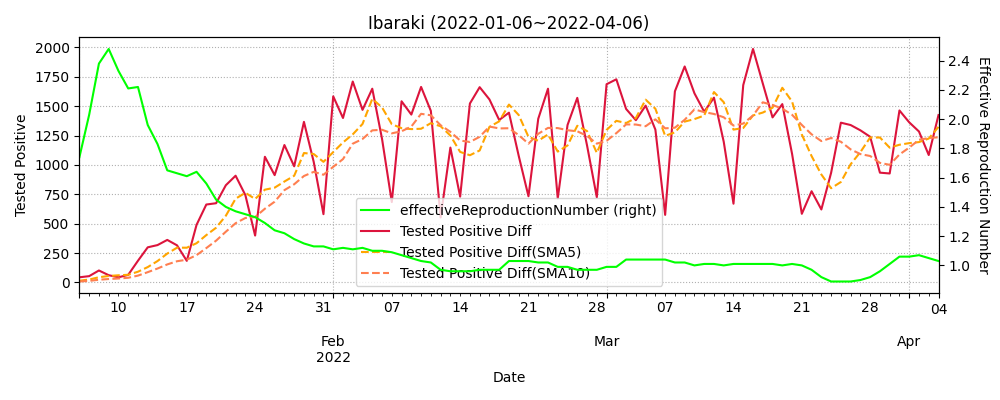 Ibaraki (2022-01-06~2022-04-06)
Tested Positive
2000
1750
1500
1250
1000
750
500
250
0
2.4
2.2
2.0
1.8
1.6
1.4
1.2
1.0
Effective Reproduction Number
effectiveReproductionNumber (right)
Tested Positive Diff
Tested Positive Diff(SMA5)
Tested Positive Diff(SMA10)
10 17 24 31 07 14 21 28 07 14 21 28 04
Feb Mar Apr
2022
Date